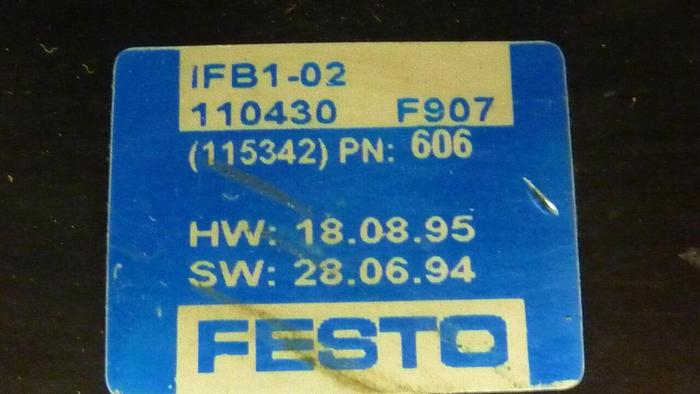 IFB1-02
110430 F907
(115342) PN: 606
HW: 18.08.95
SW: 28.06.94
FESTO